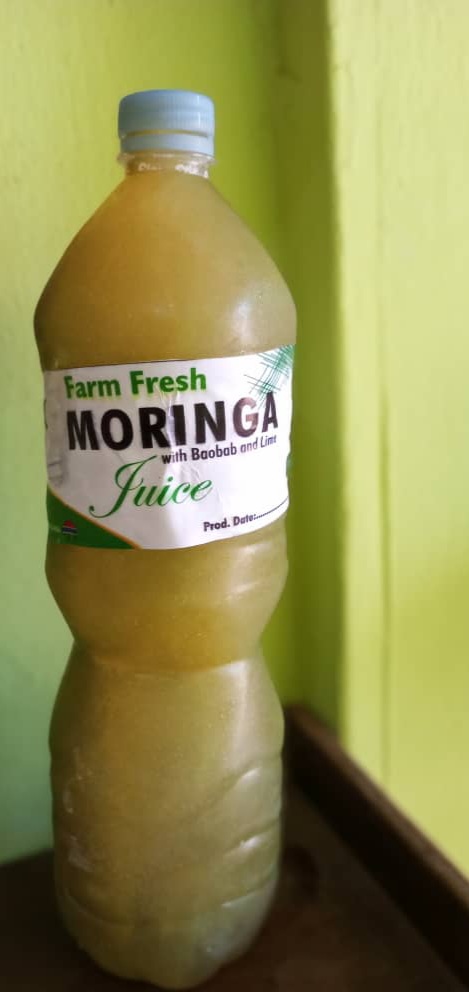 Farm Fresh
MORINGA
with Baobab and Lime
Juice
Prod. Date:..............